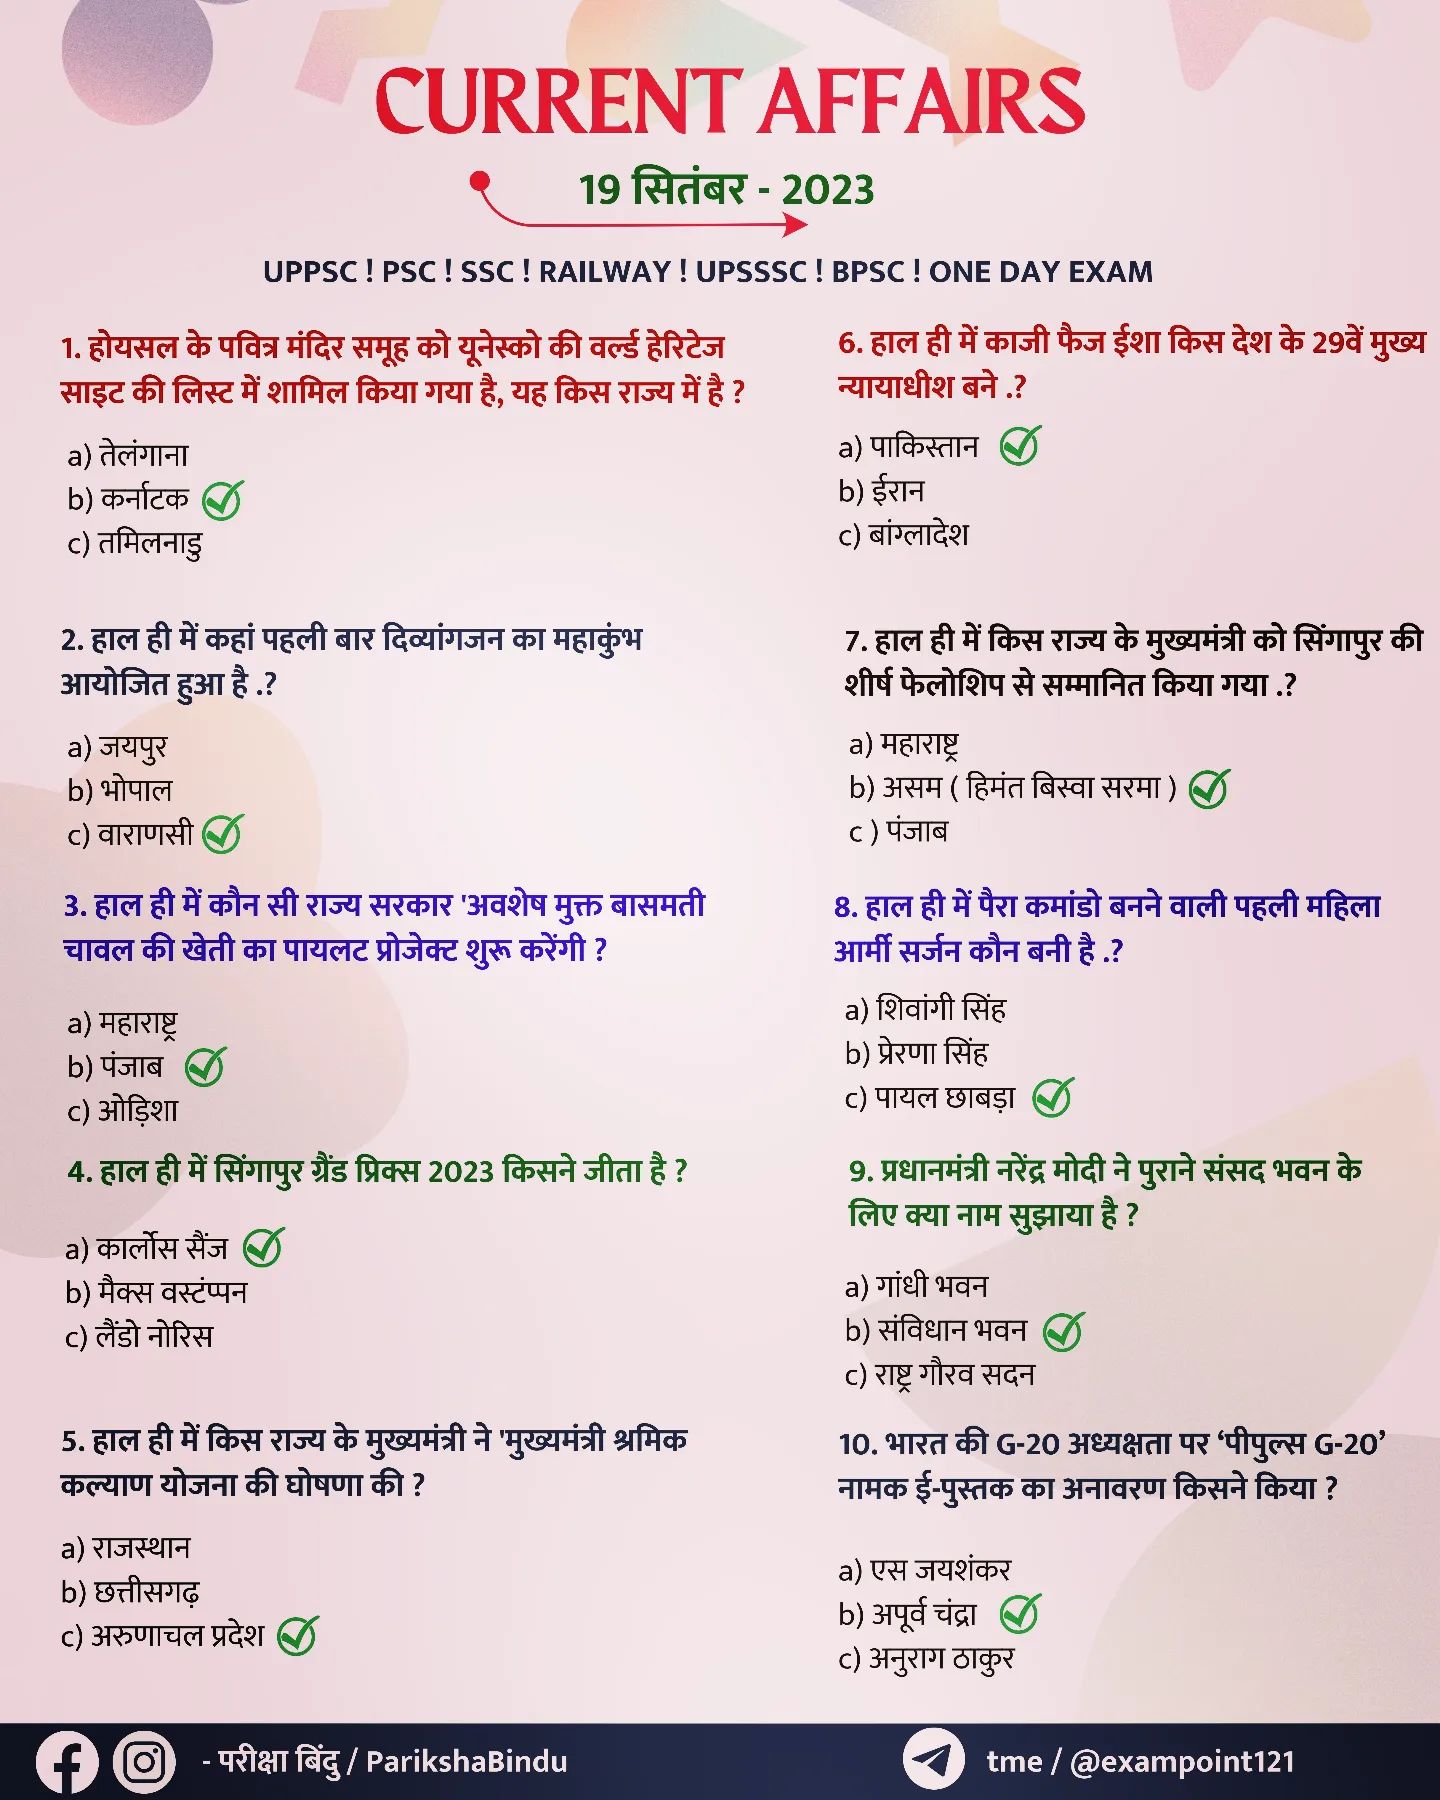 CURRENT AFFAIRS
19 सितंबर - 2023
UPPSC ! PSC ! SSC ! RAILWAY ! UPSSSC ! BPSC ! ONE DAY EXAM
1. होयसल के पवित्र मंदिर समूह को यूनेस्को की वर्ल्ड हेरिटेज
साइट की लिस्ट में शामिल किया गया है, यह किस राज्य में है ?
a) तेलंगाना
b) कर्नाटक
c) तमिलनाडु
2. हाल ही में कहां पहली बार दिव्यांगजन का महाकुंभ
आयोजित हुआ है .?
a) जयपुर
b) भोपाल
c) वाराणसी
3. हाल ही में कौन सी राज्य सरकार 'अवशेष मुक्त बासमती
चावल की खेती का पायलट प्रोजेक्ट शुरू करेंगी ?
a) महाराष्ट्र
b) पंजाब
c) ओड़िशा
4. हाल ही में सिंगापुर ग्रैंड प्रिक्स 2023 किसने जीता है ?
a) कार्लोस सैंज
b) मैक्स वर्स्टप्पन
c) लैंडो नोरिस
5. हाल ही में किस राज्य के मुख्यमंत्री ने 'मुख्यमंत्री श्रमिक
कल्याण योजना की घोषणा की ?
a) राजस्थान
b) छत्तीसगढ़
c) अरुणाचल प्रदेश
6. हाल ही में काजी फैज ईशा किस देश के 29वें मुख्य
न्यायाधीश बने .?
a) पाकिस्तान
b) ईरान
c) बांग्लादेश
7. हाल ही में किस राज्य के मुख्यमंत्री को सिंगापुर की
शीर्ष फेलोशिप से सम्मानित किया गया .?
a) महाराष्ट्र
b) असम ( हिमंत बिस्वा सरमा )
c ) पंजाब
8. हाल ही में पैरा कमांडो बनने वाली पहली महिला
आर्मी सर्जन कौन बनी है .?
a) शिवांगी सिंह
b) प्रेरणा सिंह
c) पायल छाबड़ा
9. प्रधानमंत्री नरेंद्र मोदी ने पुराने संसद भवन के
लिए क्या नाम सुझाया है ?
a) गांधी भवन
b) संविधान भवन
c) राष्ट्र गौरव सदन
10. भारत की G-20 अध्यक्षता पर ‘पीपुल्स G-20’
नामक ई-पुस्तक का अनावरण किसने किया ?
a) एस जयशंकर
b) अपूर्व चंद्रा
c) अनुराग ठाकुर
- परीक्षा बिंदु / ParikshaBindu
tme / @exampoint121